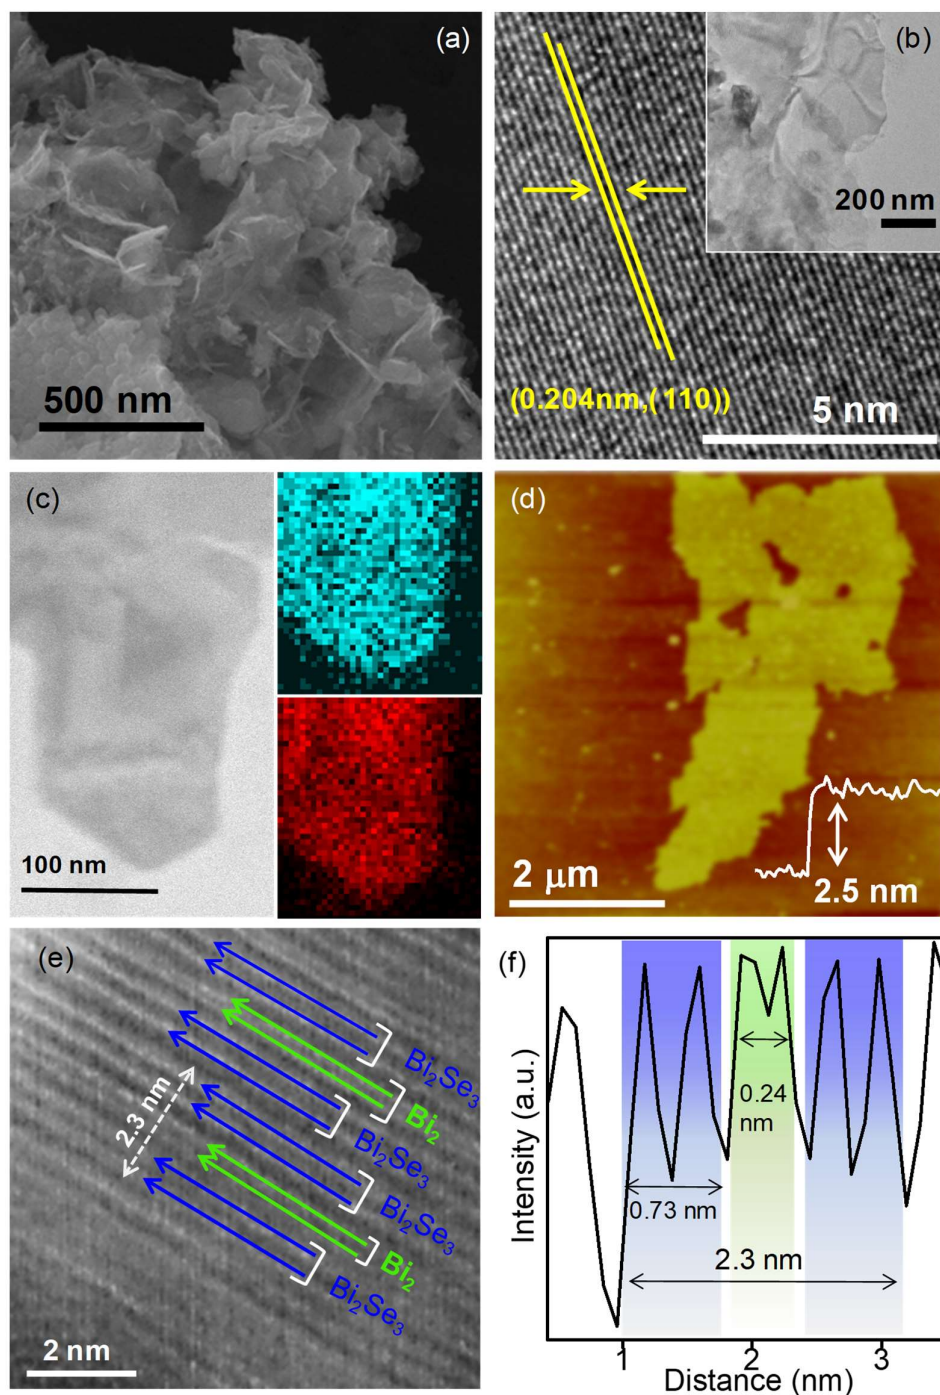 (a)
500 nm
(b)
200 nm
(0.204nm,(110))
5 nm
(c)
100 nm
(d)
2 μm
2.5 nm
(e)
2.3 nm
Bi₂Se₃
Bi₂
Bi₂Se₃
Bi₂Se₃
Bi₂
Bi₂Se₃
2 nm
(f)
Intensity (a.u.)
0.24
nm
0.73 nm
2.3 nm
1 2 3
Distance (nm)